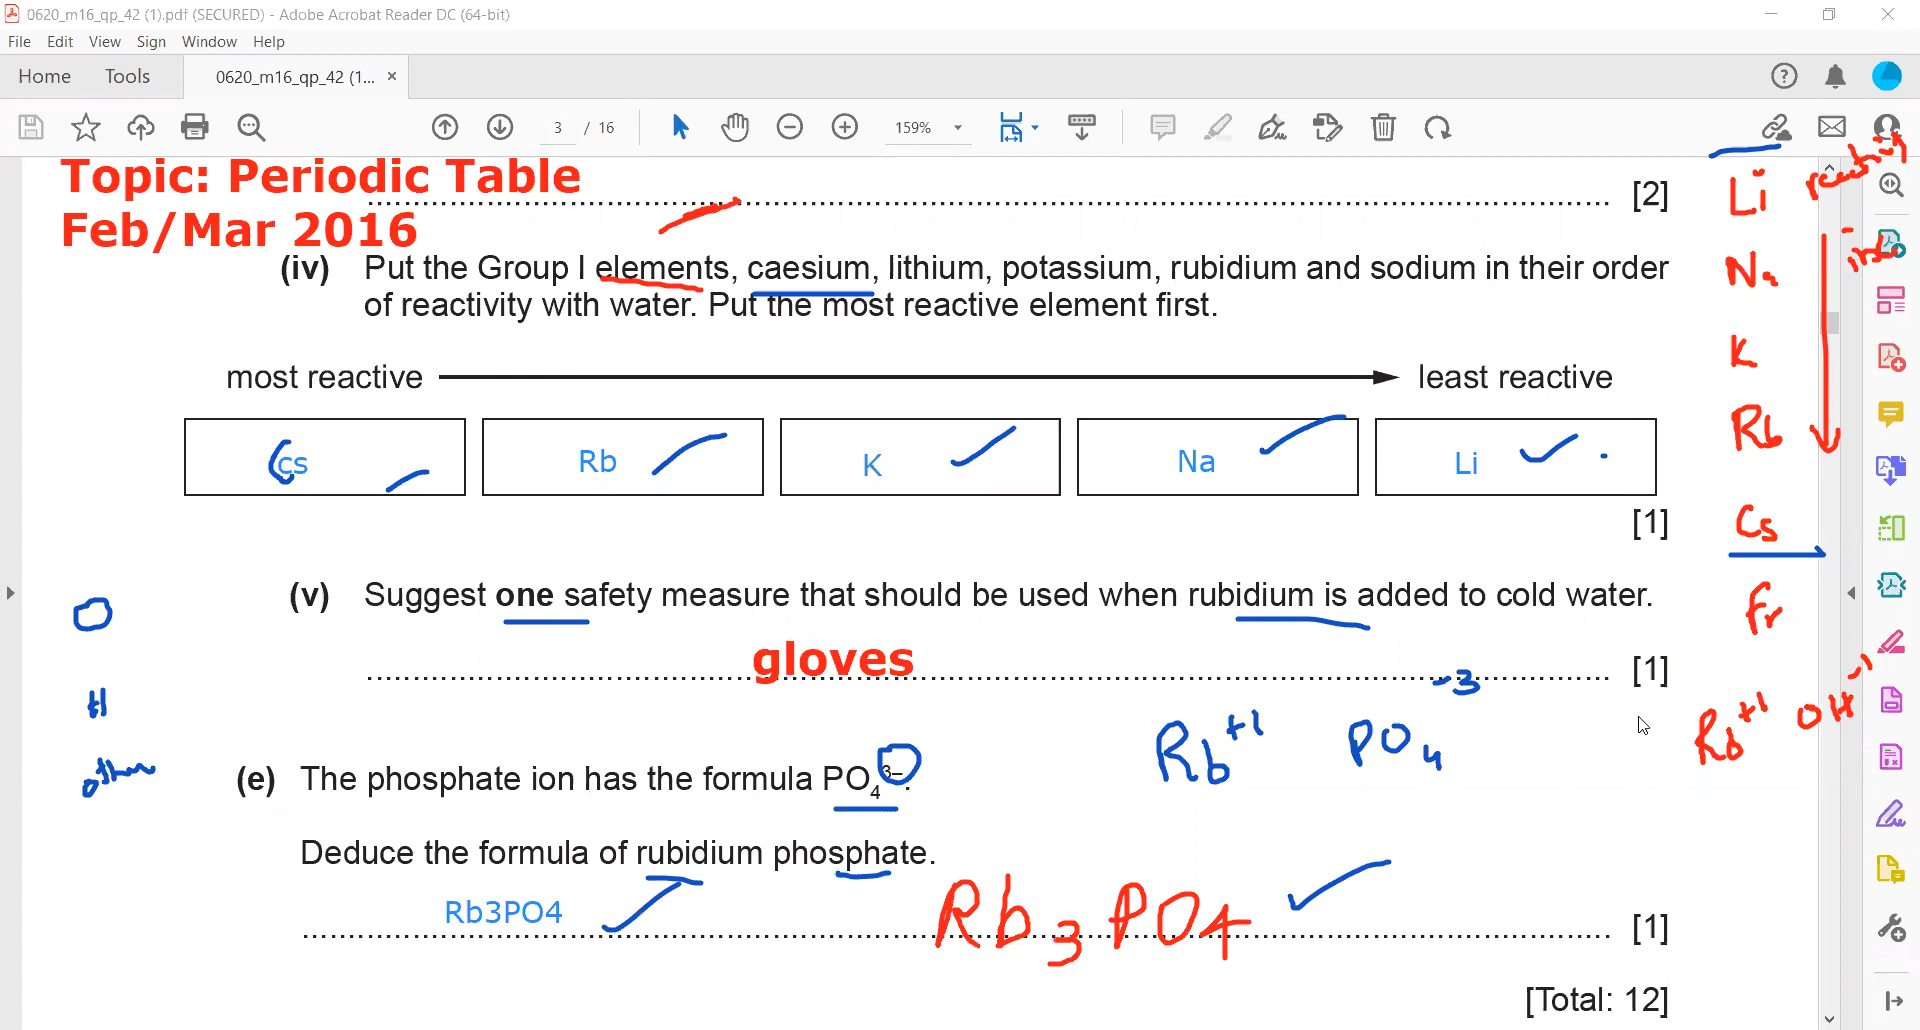 0620_m16_qp_42 (1).pdf (SECURED) - Adobe Acrobat Reader DC (64-bit)
File Edit View Sign Window Help
Home Tools 0620_m16_qp_42 (1... ×
3 / 16 159%
Topic: Periodic Table
Feb/Mar 2016
[2]
(iv) Put the Group I elements, caesium, lithium, potassium, rubidium and sodium in their order
of reactivity with water. Put the most reactive element first.
most reactive least reactive
Cs Rb K Na Li
[1]
(v) Suggest one safety measure that should be used when rubidium is added to cold water.
gloves [1]
(e) The phosphate ion has the formula PO₄³⁻.
Deduce the formula of rubidium phosphate.
Rb3PO4 Rb₃PO4 [1]
[Total: 12]
Rb⁺¹ PO₄⁻³
O
H
other
Li
Na
K
Rb
Cs
Fr
Rb⁺¹ OH⁻¹